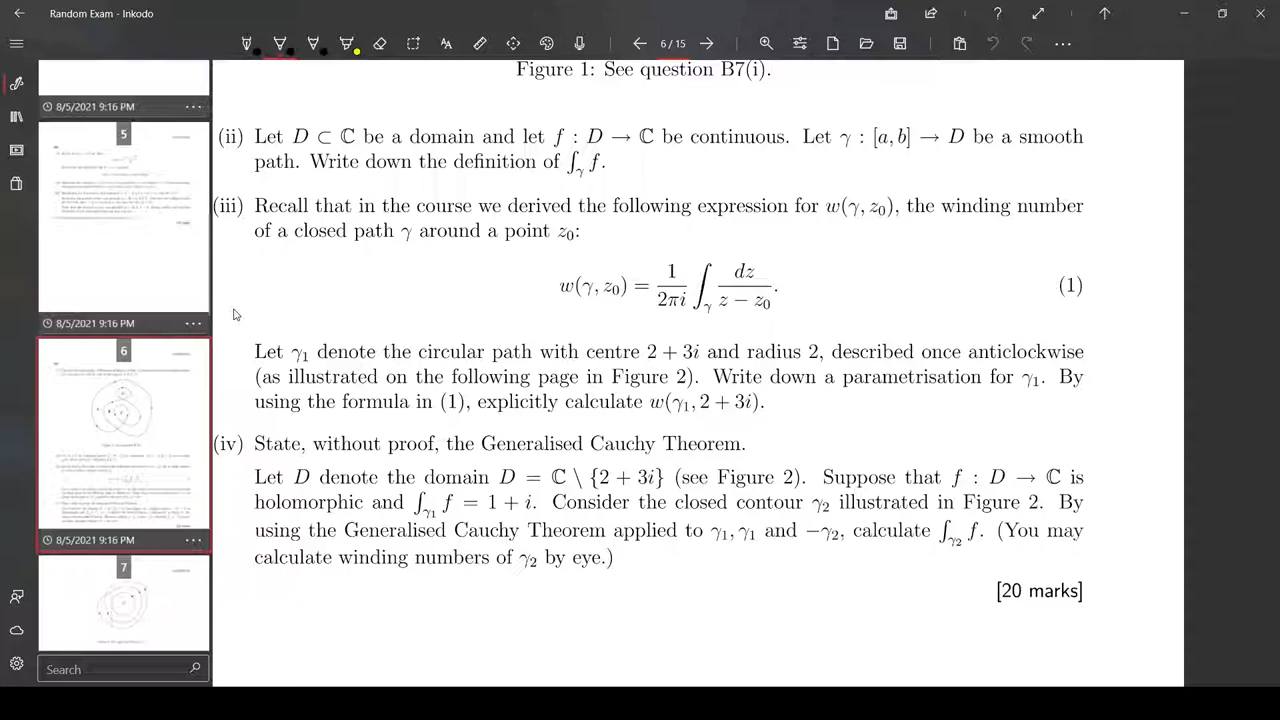 Random Exam - Inkodo
6/15
8/5/2021 9:16 PM
5
8/5/2021 9:16 PM
6
8/5/2021 9:16 PM
7
Search
Figure 1: See question B7(i).
(ii) Let D ⊂ ℂ be a domain and let f : D → ℂ be continuous. Let γ : [a, b] → D be a smooth
path. Write down the definition of ∫_γ f.
(iii) Recall that in the course we derived the following expression for w(γ, z₀), the winding number
of a closed path γ around a point z₀:
w(γ, z₀) = 1/2πi ∫_γ dz/z − z₀. (1)
Let γ₁ denote the circular path with centre 2 + 3i and radius 2, described once anticlockwise
(as illustrated on the following page in Figure 2). Write down a parametrisation for γ₁. By
using the formula in (1), explicitly calculate w(γ₁, 2 + 3i).
(iv) State, without proof, the Generalised Cauchy Theorem.
Let D denote the domain D = \ {2 + 3i} (see Figure 2). Suppose that f : D → ℂ is
holomorphic and ∫_γ₁ f = consider the closed contour γ₂ illustrated in Figure 2. By
using the Generalised Cauchy Theorem applied to γ₁, γ₁ and −γ₂, calculate ∫_γ₂ f. (You may
calculate winding numbers of γ₂ by eye.)
[20 marks]